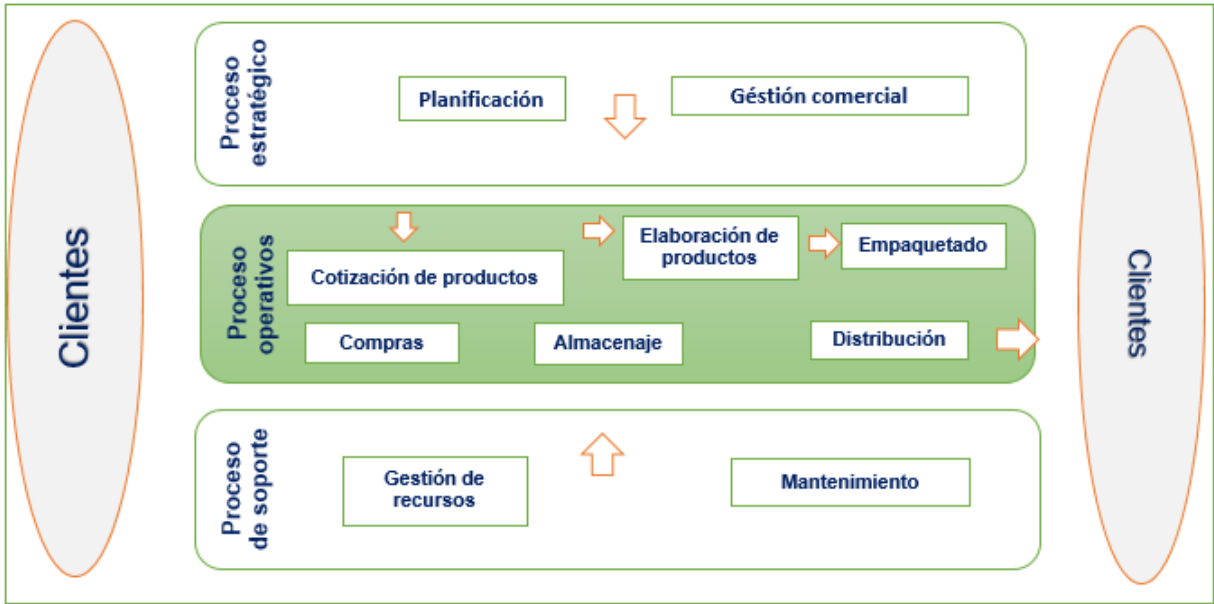 Clientes
Proceso
estratégico
Planificación
Géstión comercial
Proceso
operativos
Cotización de productos
Elaboración de
productos
Empaquetado
Compras
Almacenaje
Distribución
Proceso
de soporte
Gestión de
recursos
Mantenimiento
Clientes